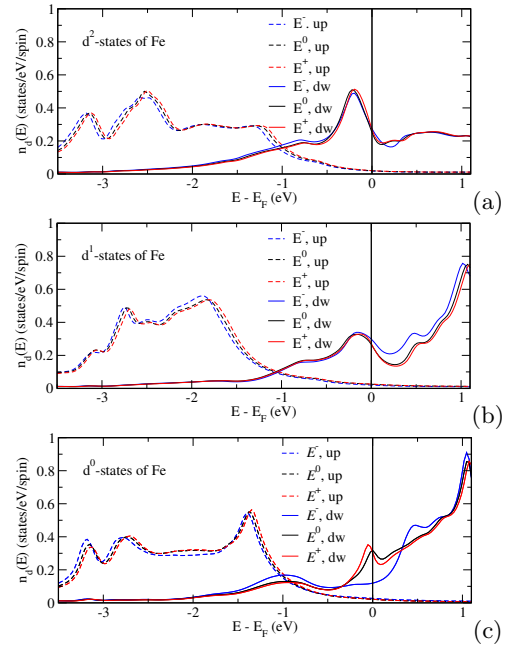 1
0.8
0.6
0.4
0.2
0
n_d(E) (states/eV/spin)
d²-states of Fe
E⁻, up
E⁰, up
E⁺, up
E⁻, dw
E⁰, dw
E⁺, dw
-3 -2 -1 0 1
E - E_F (eV)
(a)
1
0.8
0.6
0.4
0.2
0
n_d(E) (states/eV/spin)
d¹-states of Fe
E⁻, up
E⁰, up
E⁺, up
E⁻, dw
E⁰, dw
E⁺, dw
-3 -2 -1 0 1
E - E_F (eV)
(b)
1
0.8
0.6
0.4
0.2
0
n_d(E) (states/eV/spin)
d⁰-states of Fe
E⁻, up
E⁰, up
E⁺, up
E⁻, dw
E⁰, dw
E⁺, dw
-3 -2 -1 0 1
E - E_F (eV)
(c)